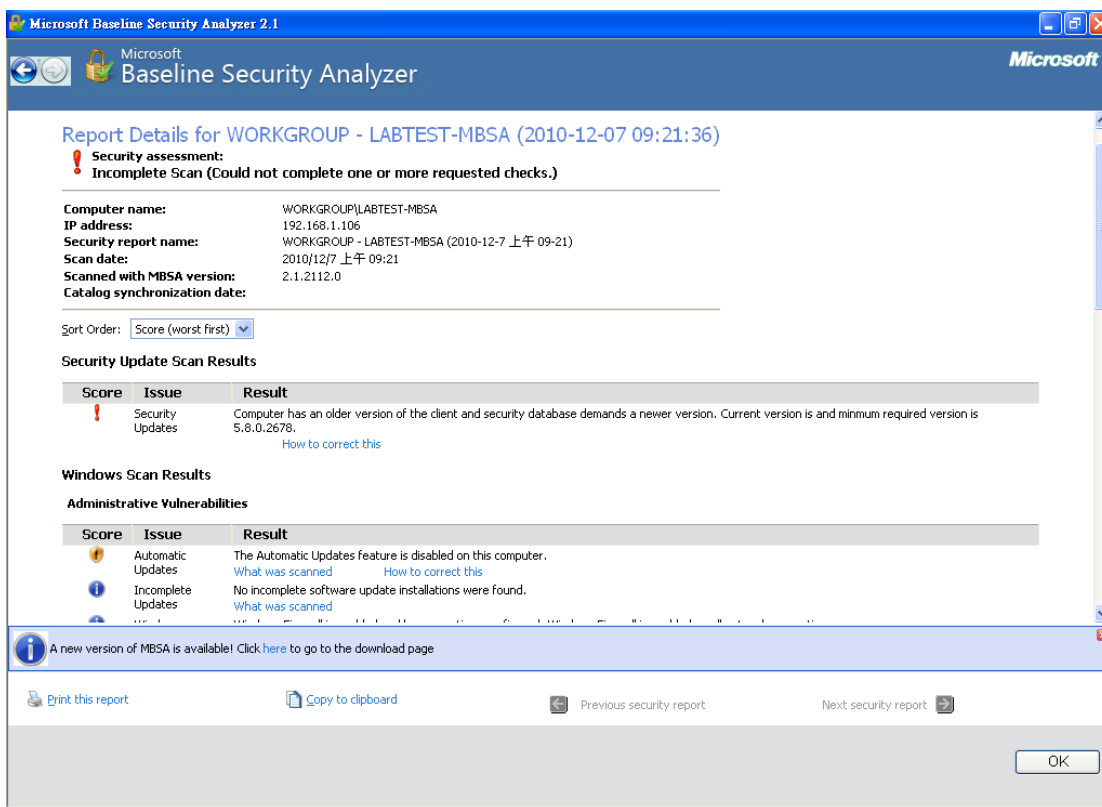 Microsoft Baseline Security Analyzer 2.1
Microsoft
Baseline Security Analyzer
Microsoft
Report Details for WORKGROUP - LABTEST-MBSA (2010-12-07 09:21:36)
Security assessment:
Incomplete Scan (Could not complete one or more requested checks.)
Computer name: WORKGROUP\LABTEST-MBSA
IP address: 192.168.1.106
Security report name: WORKGROUP - LABTEST-MBSA (2010-12-7 上午 09-21)
Scan date: 2010/12/7 上午 09:21
Scanned with MBSA version: 2.1.2112.0
Catalog synchronization date:
Sort Order: Score (worst first)
Security Update Scan Results
Score Issue Result
Security Updates
Computer has an older version of the client and security database demands a newer version. Current version is and minmum required version is
5.8.0.2678.
How to correct this
Windows Scan Results
Administrative Vulnerabilities
Score Issue Result
Automatic Updates
The Automatic Updates feature is disabled on this computer.
What was scanned How to correct this
Incomplete Updates
No incomplete software update installations were found.
What was scanned
A new version of MBSA is available! Click here to go to the download page
Print this report
Copy to clipboard
Previous security report
Next security report
OK